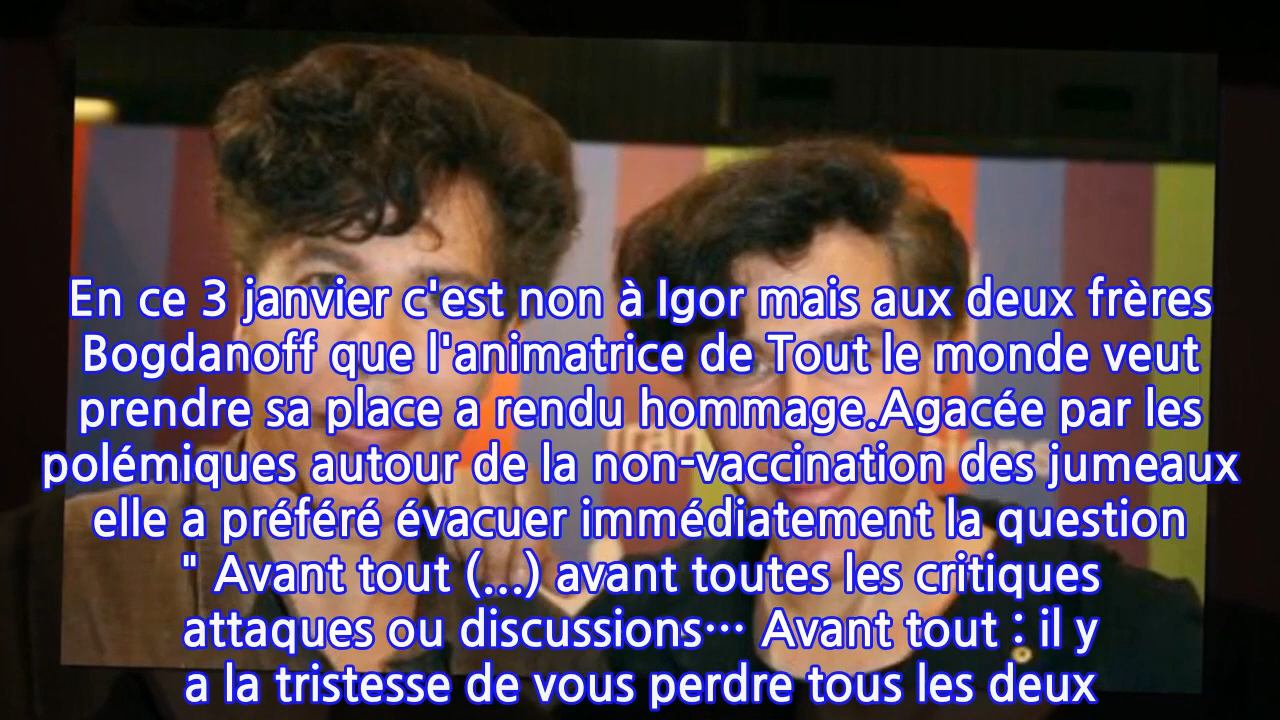 En ce 3 janvier c'est non à Igor mais aux deux frères
Bogdanoff que l'animatrice de Tout le monde veut
prendre sa place a rendu hommage.Agacée par les
polémiques autour de la non-vaccination des jumeaux
elle a préféré évacuer immédiatement la question
" Avant tout (...) avant toutes les critiques
attaques ou discussions… Avant tout : il y
a la tristesse de vous perdre tous les deux